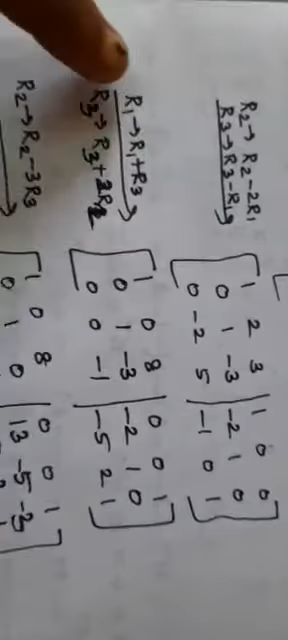 R₂→ R₂-2R₁
R₃→R₃-R₁
1 2 3 | 1 0 0
0 1 -3 | -2 1 0
0 -2 5 | -1 0 1
R₁→R₁+R₃
R₃→R₃+2R₂
1 0 8 | 0 0 1
0 1 -3 | -2 1 0
0 0 -1 | -5 2 1
R₂→R₂-3R₃
1 0 8 | 0 0 1
0 1 0 | 13 -5 -3